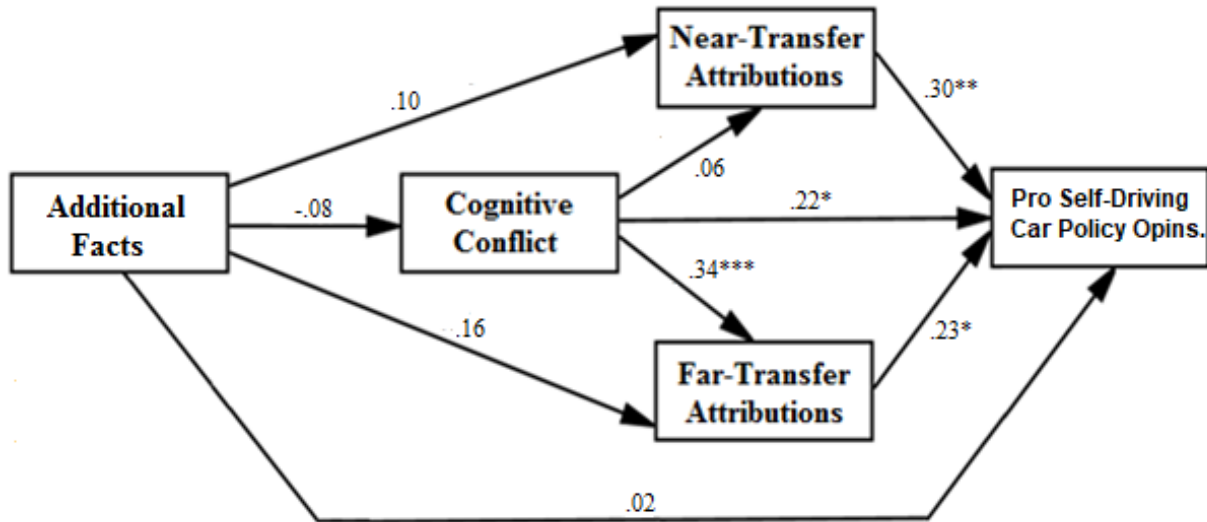 Near-Transfer
Attributions
.10
.30**
.06
Additional
Facts
-.08
Cognitive
Conflict
.22*
Pro Self-Driving
Car Policy Opins.
.34***
.16
.23*
Far-Transfer
Attributions
.02